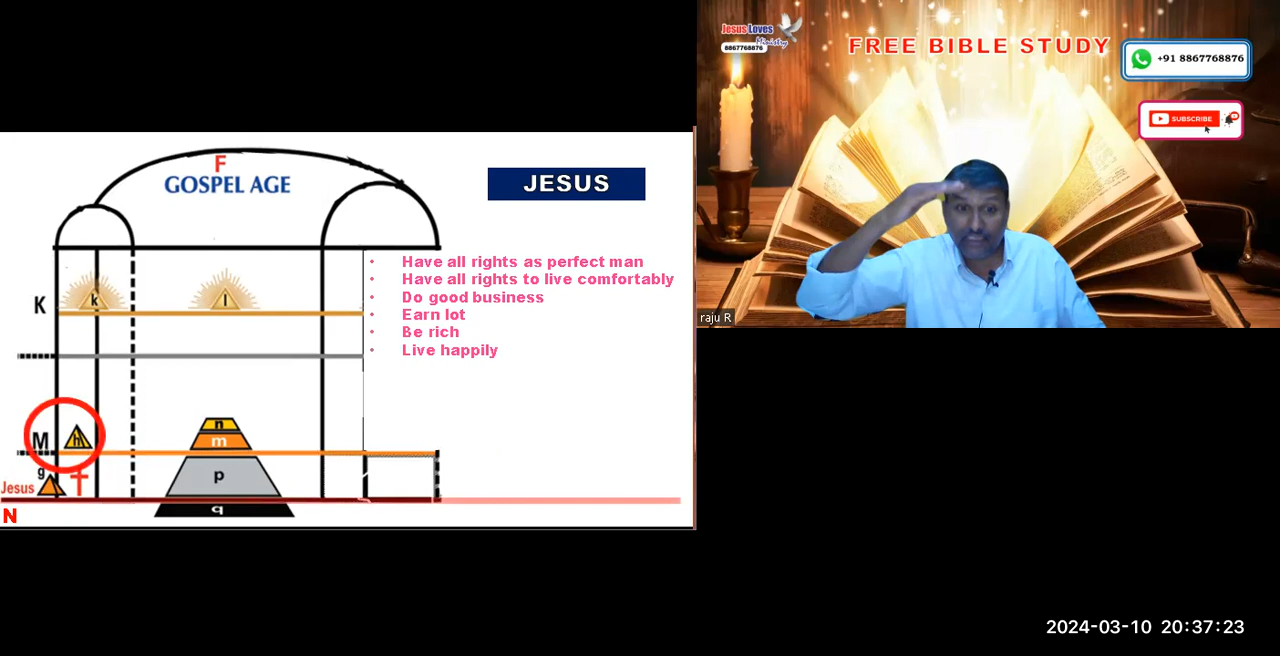 F
GOSPEL AGE
JESUS
Have all rights as perfect man
Have all rights to live comfortably
Do good business
Earn lot
Be rich
Live happily
K
k
l
M
h
n
m
g
p
Jesus
q
N
Jesus Loves
Ministry
8867768876
FREE BIBLE STUDY
+91 8867768876
SUBSCRIBE
raju R
2024-03-10 20:37:23